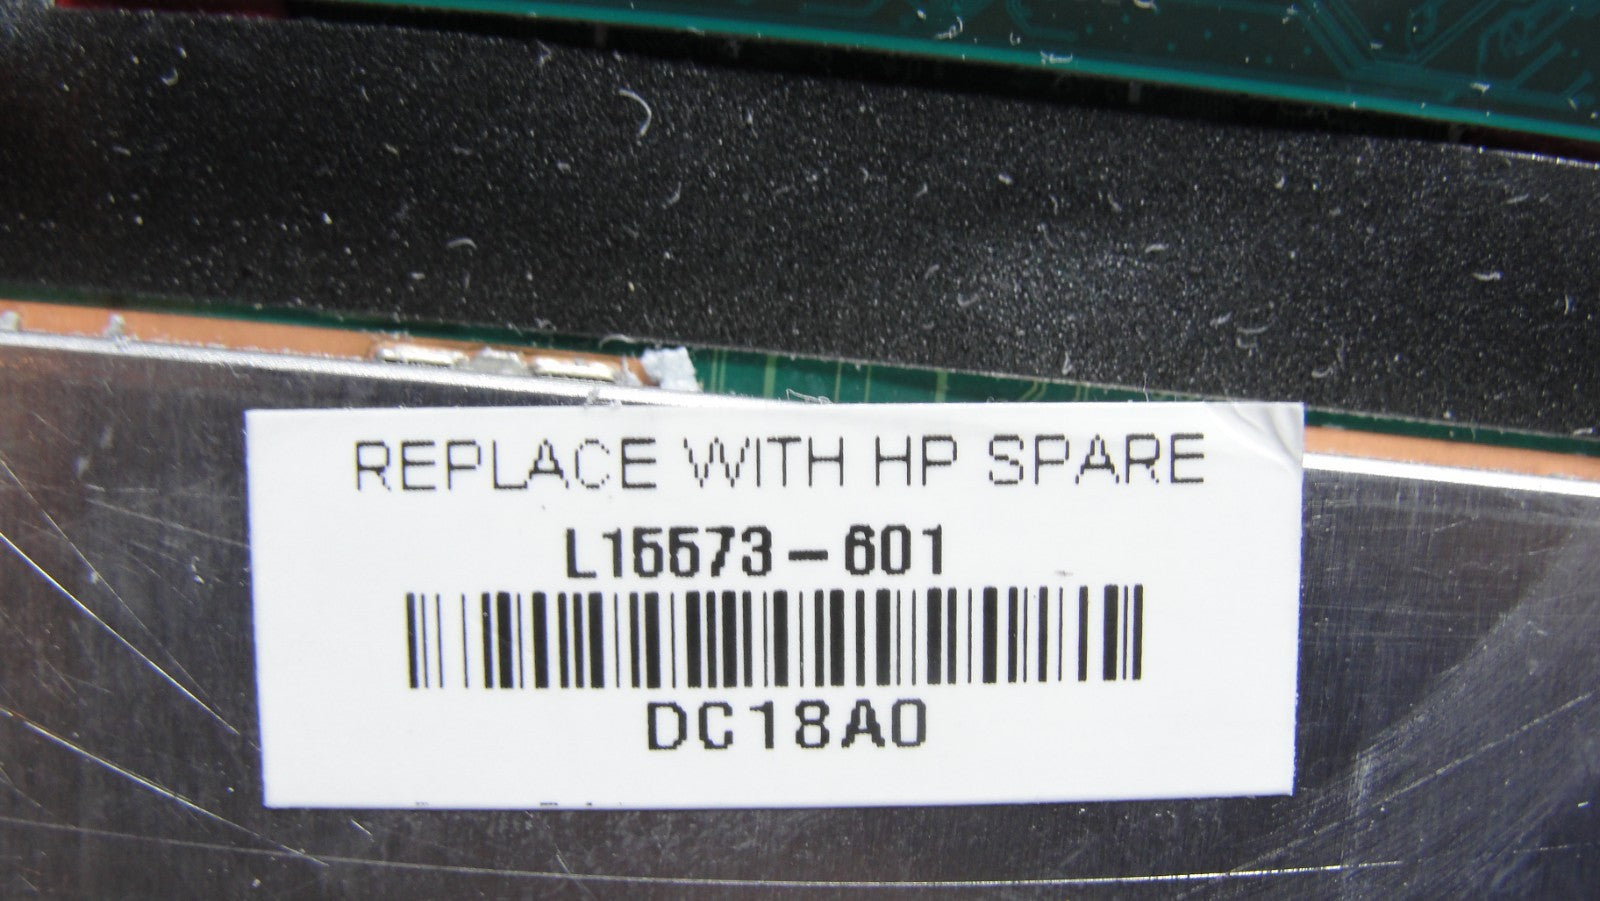 REPLACE WITH HP SPARE
L15573-601
DC18A0